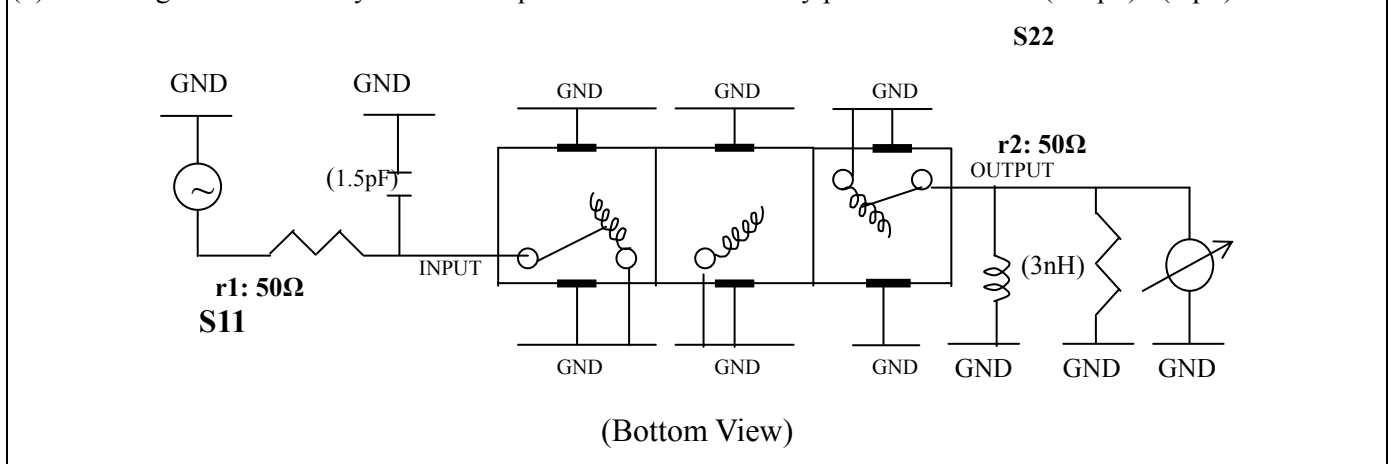 S22
GND GND GND GND GND
(1.5pF)
r2: 50Ω
OUTPUT
INPUT
(3nH)
r1: 50Ω
S11
GND GND GND GND GND GND
(Bottom View)